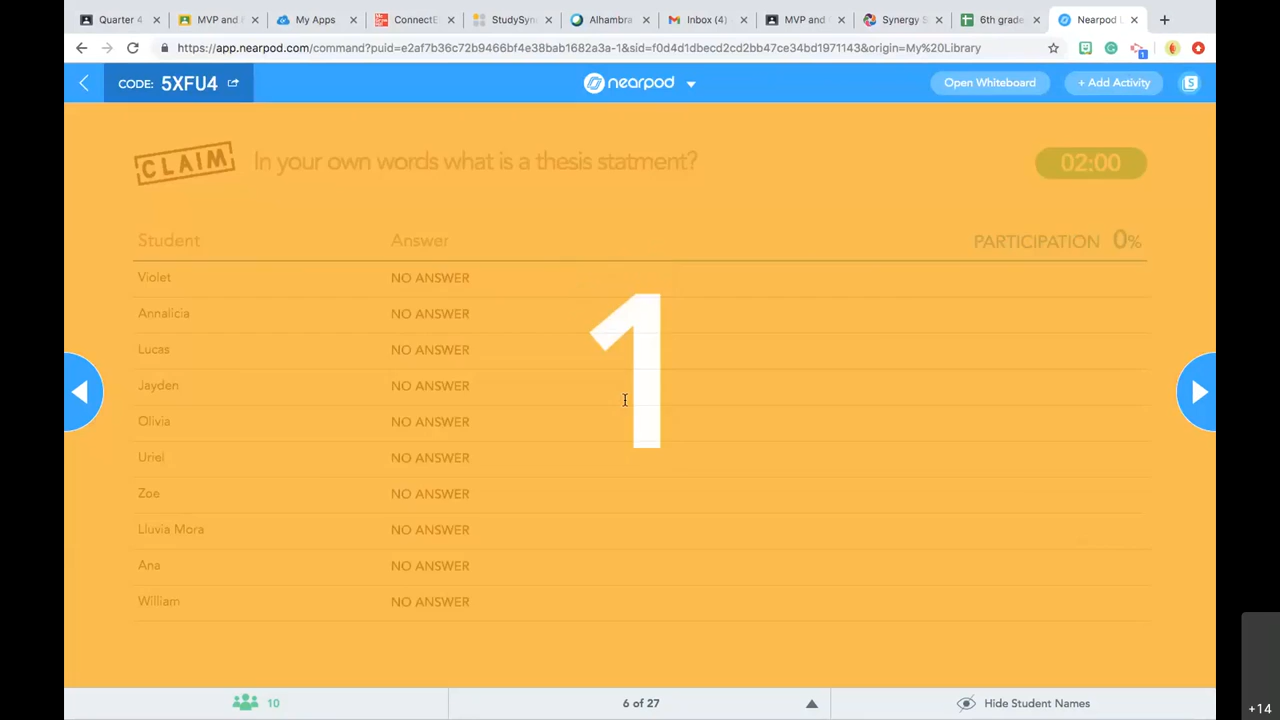 Quarter 4
MVP and
My Apps
ConnectE
StudySyn
Alhambra
Inbox (4)
MVP and
Synergy S
6th grade
Nearpod L
https://app.nearpod.com/command?puid=e2af7b36c72b9466bf4e38bab1682a3a-1&sid=f0d4d1dbecd2cd2bb47ce34bd1971143&origin=My%20Library
1
CODE: 5XFU4
nearpod
Open Whiteboard
+ Add Activity
S
CLAIM
In your own words what is a thesis statment?
02:00
Student Answer PARTICIPATION 0%
Violet NO ANSWER
Annalicia NO ANSWER
Lucas NO ANSWER
Jayden NO ANSWER
Olivia NO ANSWER
Uriel NO ANSWER
Zoe NO ANSWER
Lluvia Mora NO ANSWER
Ana NO ANSWER
William NO ANSWER
1
10
6 of 27
Hide Student Names
+14